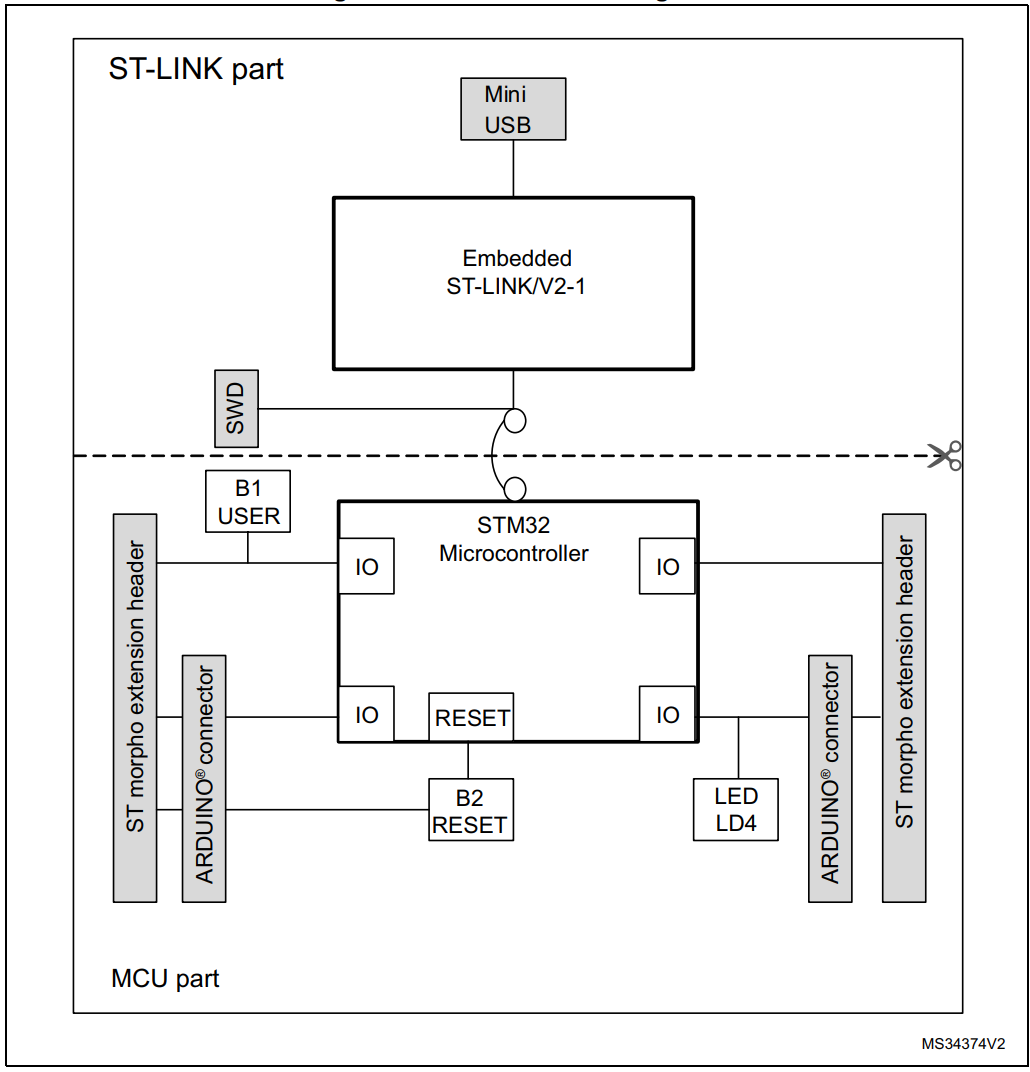 ST-LINK part
Mini
USB
Embedded
ST-LINK/V2-1
SWD
B1
USER
STM32
Microcontroller
IO
IO
ST morpho extension header
ST morpho extension header
ARDUINO® connector
ARDUINO® connector
IO
RESET
IO
B2
RESET
LED
LD4
MCU part
MS34374V2